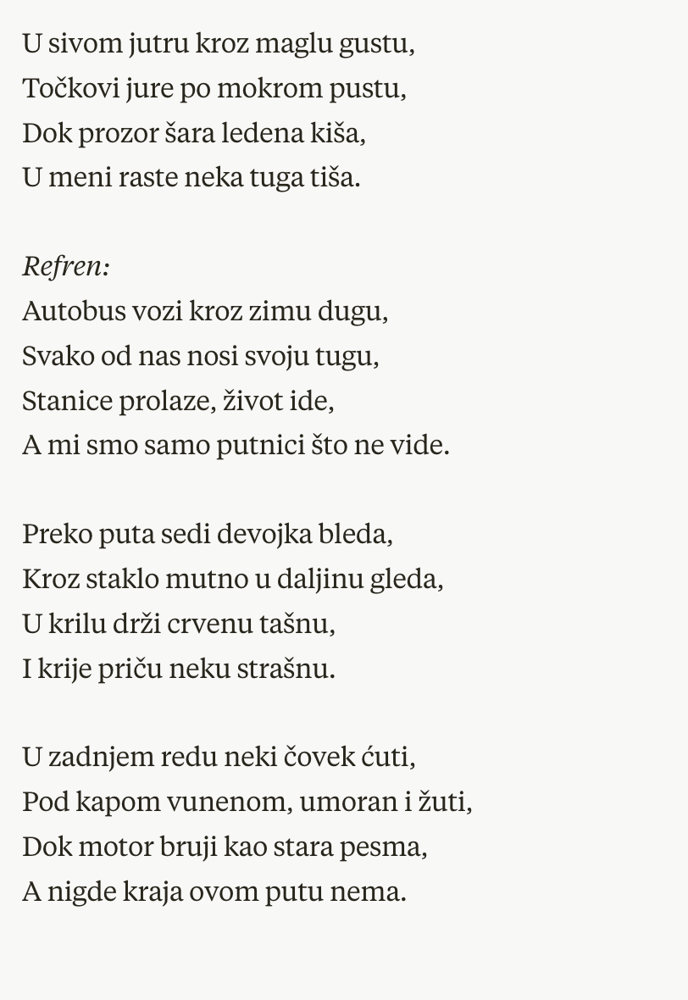 U sivom jutru kroz maglu gustu,
Točkovi jure po mokrom pustu,
Dok prozor šara ledena kiša,
U meni raste neka tuga tiša.
Refren:
Autobus vozi kroz zimu dugu,
Svako od nas nosi svoju tugu,
Stanice prolaze, život ide,
A mi smo samo putnici što ne vide.
Preko puta sedi devojka bleda,
Kroz staklo mutno u daljinu gleda,
U krilu drži crvenu tašnu,
I krije priču neku strašnu.
U zadnjem redu neki čovek ćuti,
Pod kapom vunenom, umoran i žuti,
Dok motor bruji kao stara pesma,
A nigde kraja ovom putu nema.